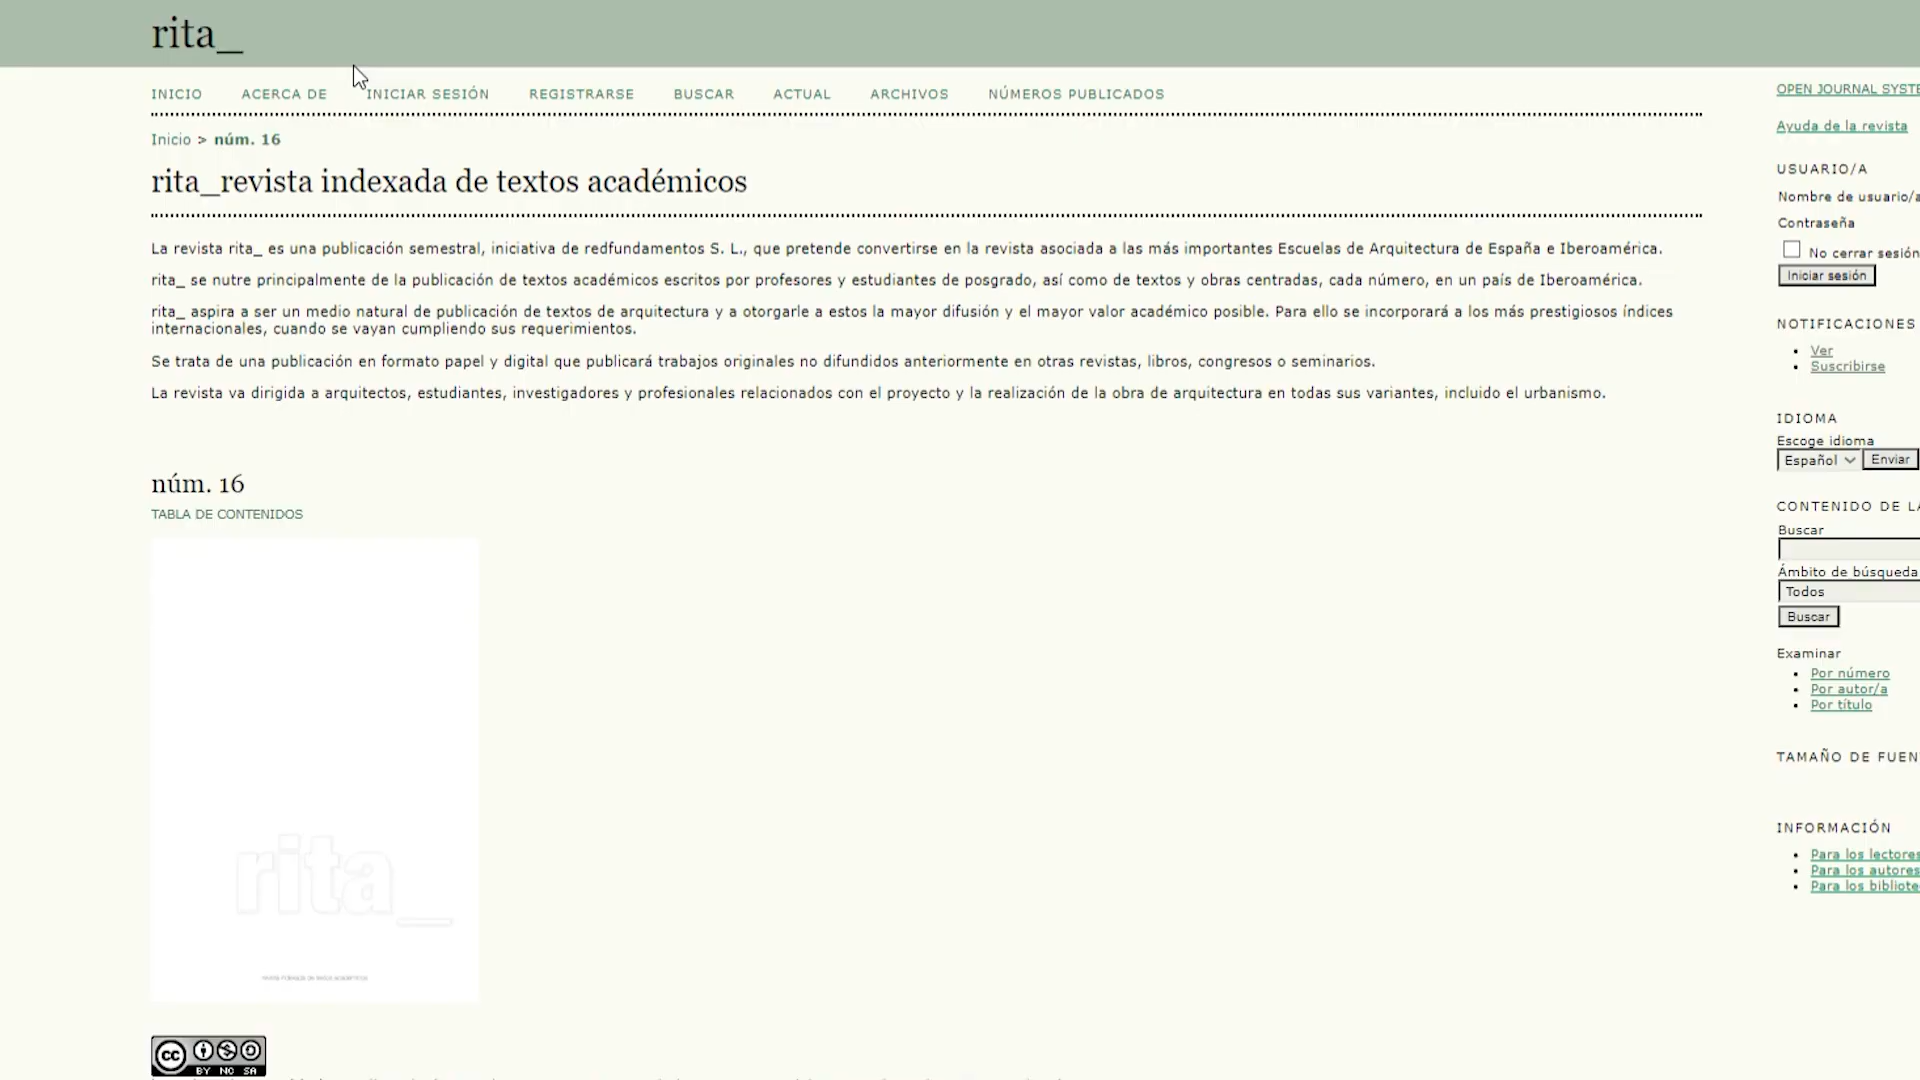 rita_
INICIO ACERCA DE INICIAR SESIÓN REGISTRARSE BUSCAR ACTUAL ARCHIVOS NÚMEROS PUBLICADOS
Inicio > núm. 16
rita_revista indexada de textos académicos
La revista rita_ es una publicación semestral, iniciativa de redfundamentos S. L., que pretende convertirse en la revista asociada a las más importantes Escuelas de Arquitectura de España e Iberoamérica.
rita_ se nutre principalmente de la publicación de textos académicos escritos por profesores y estudiantes de posgrado, así como de textos y obras centradas, cada número, en un país de Iberoamérica.
rita_ aspira a ser un medio natural de publicación de textos de arquitectura y a otorgarle a estos la mayor difusión y el mayor valor académico posible. Para ello se incorporará a los más prestigiosos índices
internacionales, cuando se vayan cumpliendo sus requerimientos.
Se trata de una publicación en formato papel y digital que publicará trabajos originales no difundidos anteriormente en otras revistas, libros, congresos o seminarios.
La revista va dirigida a arquitectos, estudiantes, investigadores y profesionales relacionados con el proyecto y la realización de la obra de arquitectura en todas sus variantes, incluido el urbanismo.
núm. 16
TABLA DE CONTENIDOS
rita_
cc BY NC SA
OPEN JOURNAL SYSTE
Ayuda de la revista
USUARIO/A
Nombre de usuario/a
Contraseña
No cerrar sesión
Iniciar sesión
NOTIFICACIONES
Ver
Suscribirse
IDIOMA
Escoge idioma
Español Enviar
CONTENIDO DE LA
Buscar
Ámbito de búsqueda
Todos
Buscar
Examinar
Por número
Por autor/a
Por título
TAMAÑO DE FUEN
INFORMACIÓN
Para los lectores
Para los autores
Para los bibliote